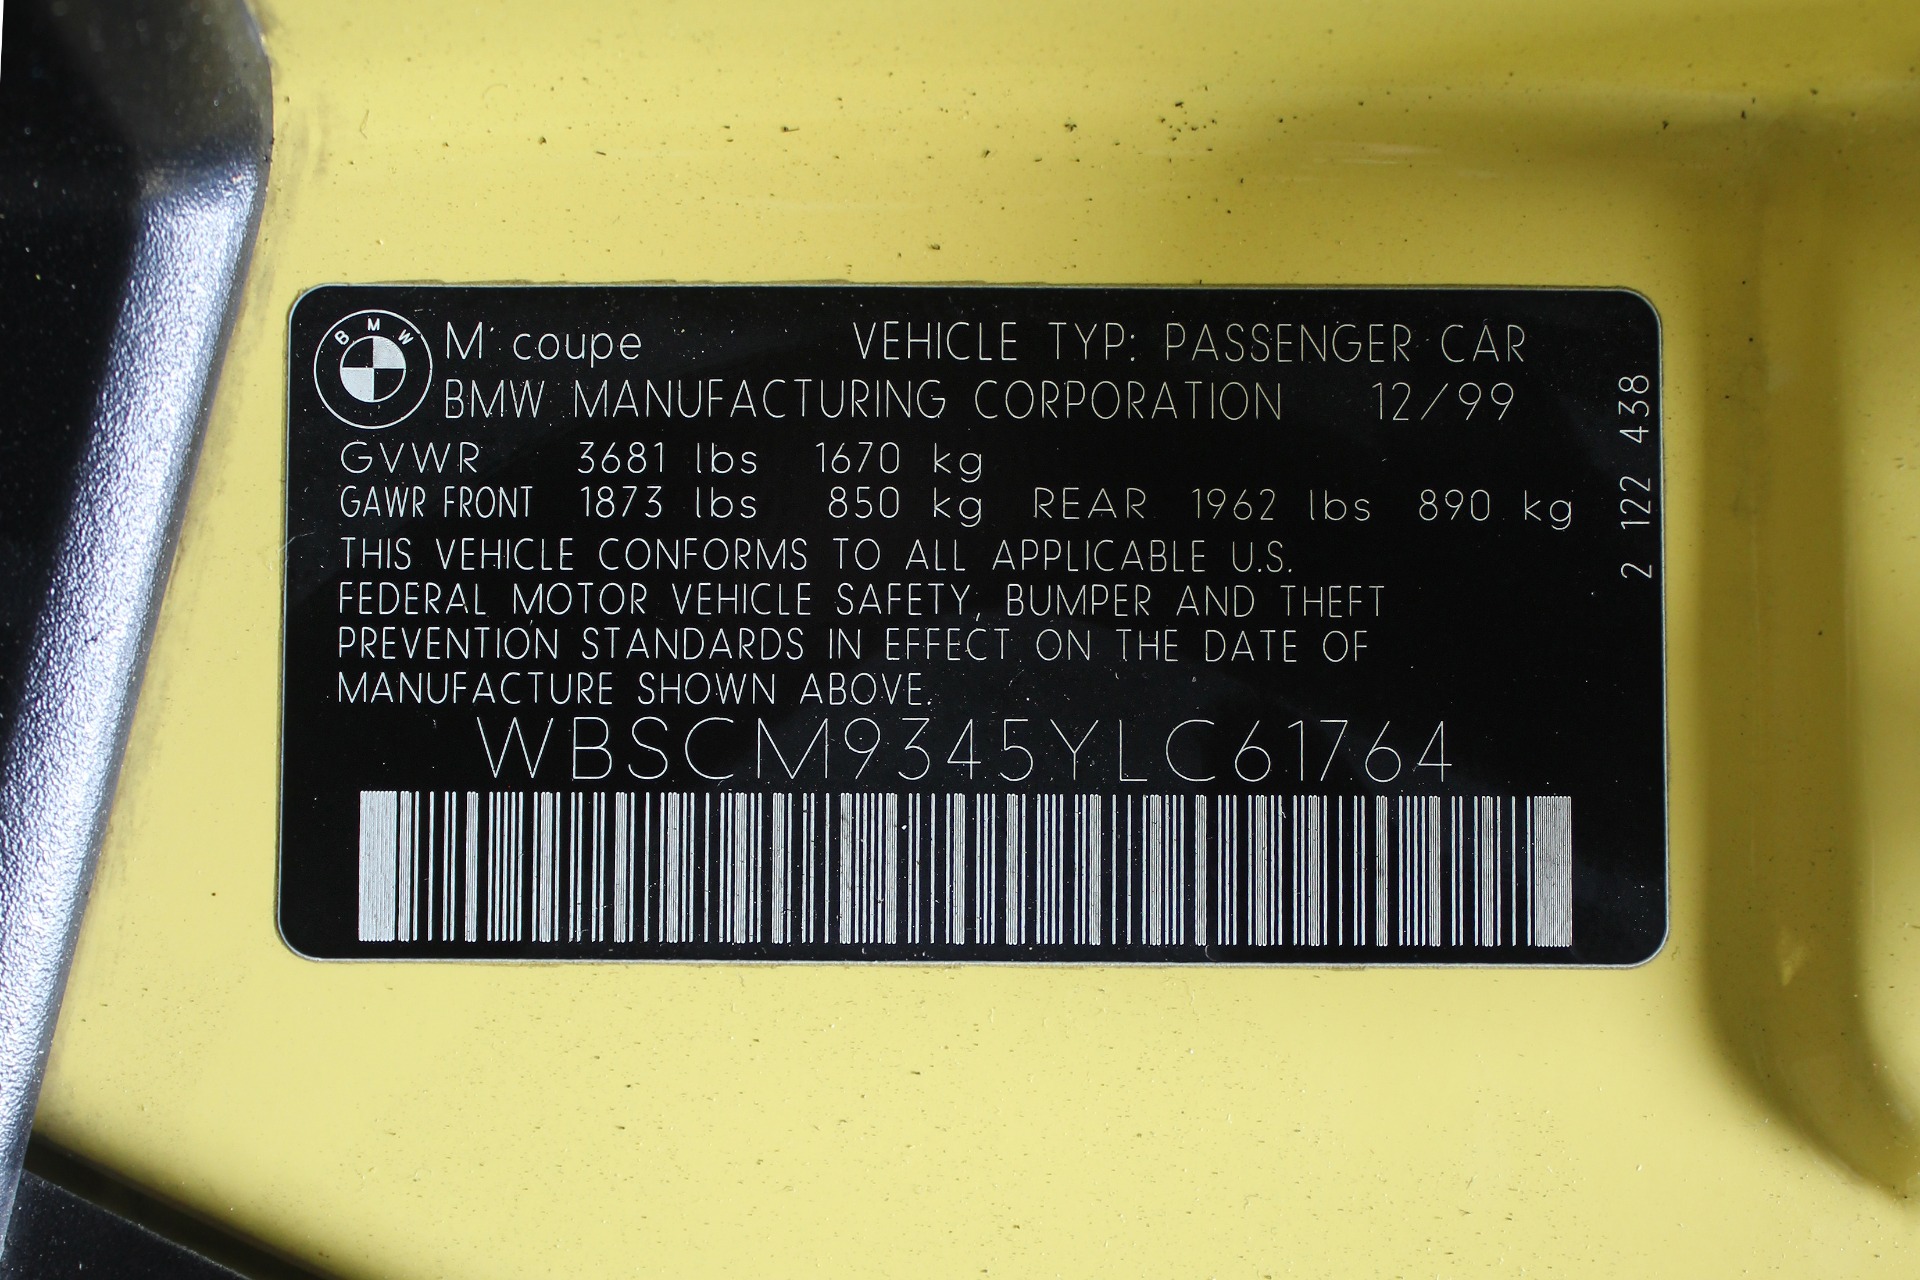 BMW
M coupe VEHICLE TYP: PASSENGER CAR
BMW MANUFACTURING CORPORATION 12/99
GVWR 3681 lbs 1670 kg
GAWR FRONT 1873 lbs 850 kg REAR 1962 lbs 890 kg
THIS VEHICLE CONFORMS TO ALL APPLICABLE U.S.
FEDERAL MOTOR VEHICLE SAFETY, BUMPER AND THEFT
PREVENTION STANDARDS IN EFFECT ON THE DATE OF
MANUFACTURE SHOWN ABOVE.
WBSCM9345YLC61764
2 122 438